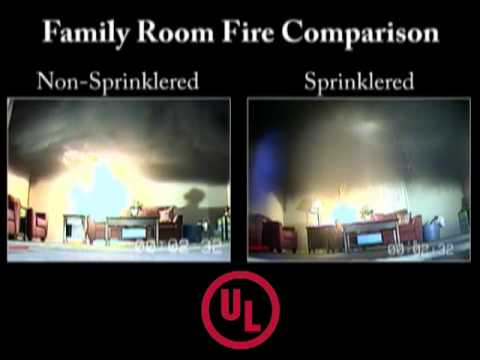 Family Room Fire Comparison
Non-Sprinklered
Sprinklered
00:02:32
00:02:32
UL